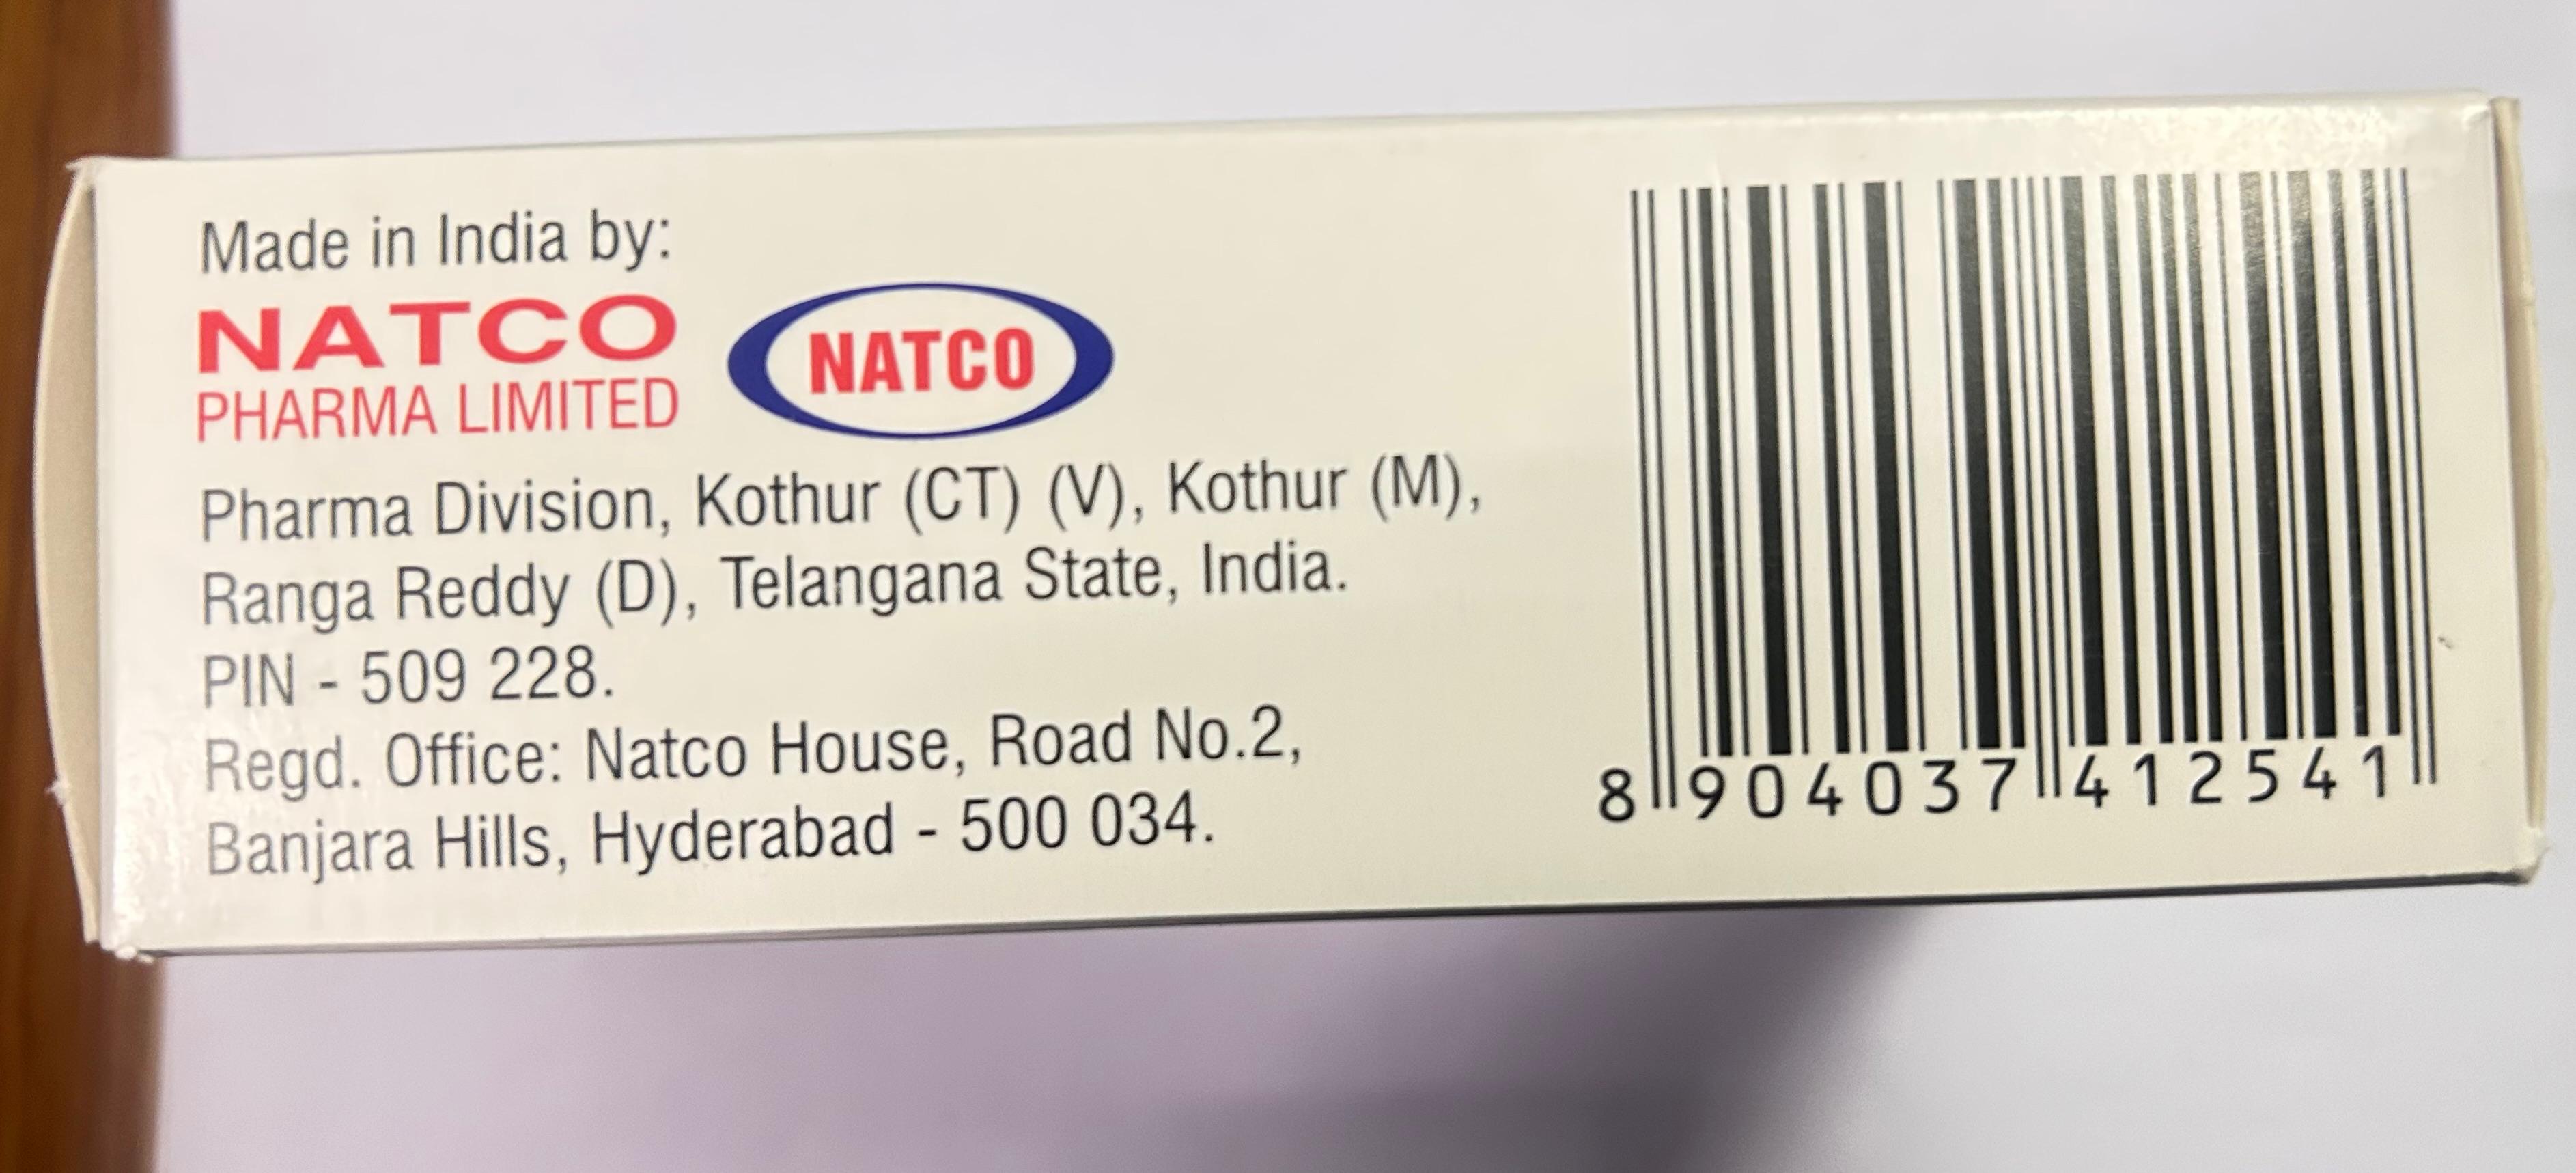 Made in India by:
NATCO
PHARMA LIMITED
NATCO
Pharma Division, Kothur (CT) (V), Kothur (M),
Ranga Reddy (D), Telangana State, India.
PIN - 509 228.
Regd. Office: Natco House, Road No.2,
Banjara Hills, Hyderabad - 500 034.
8 904037 412541